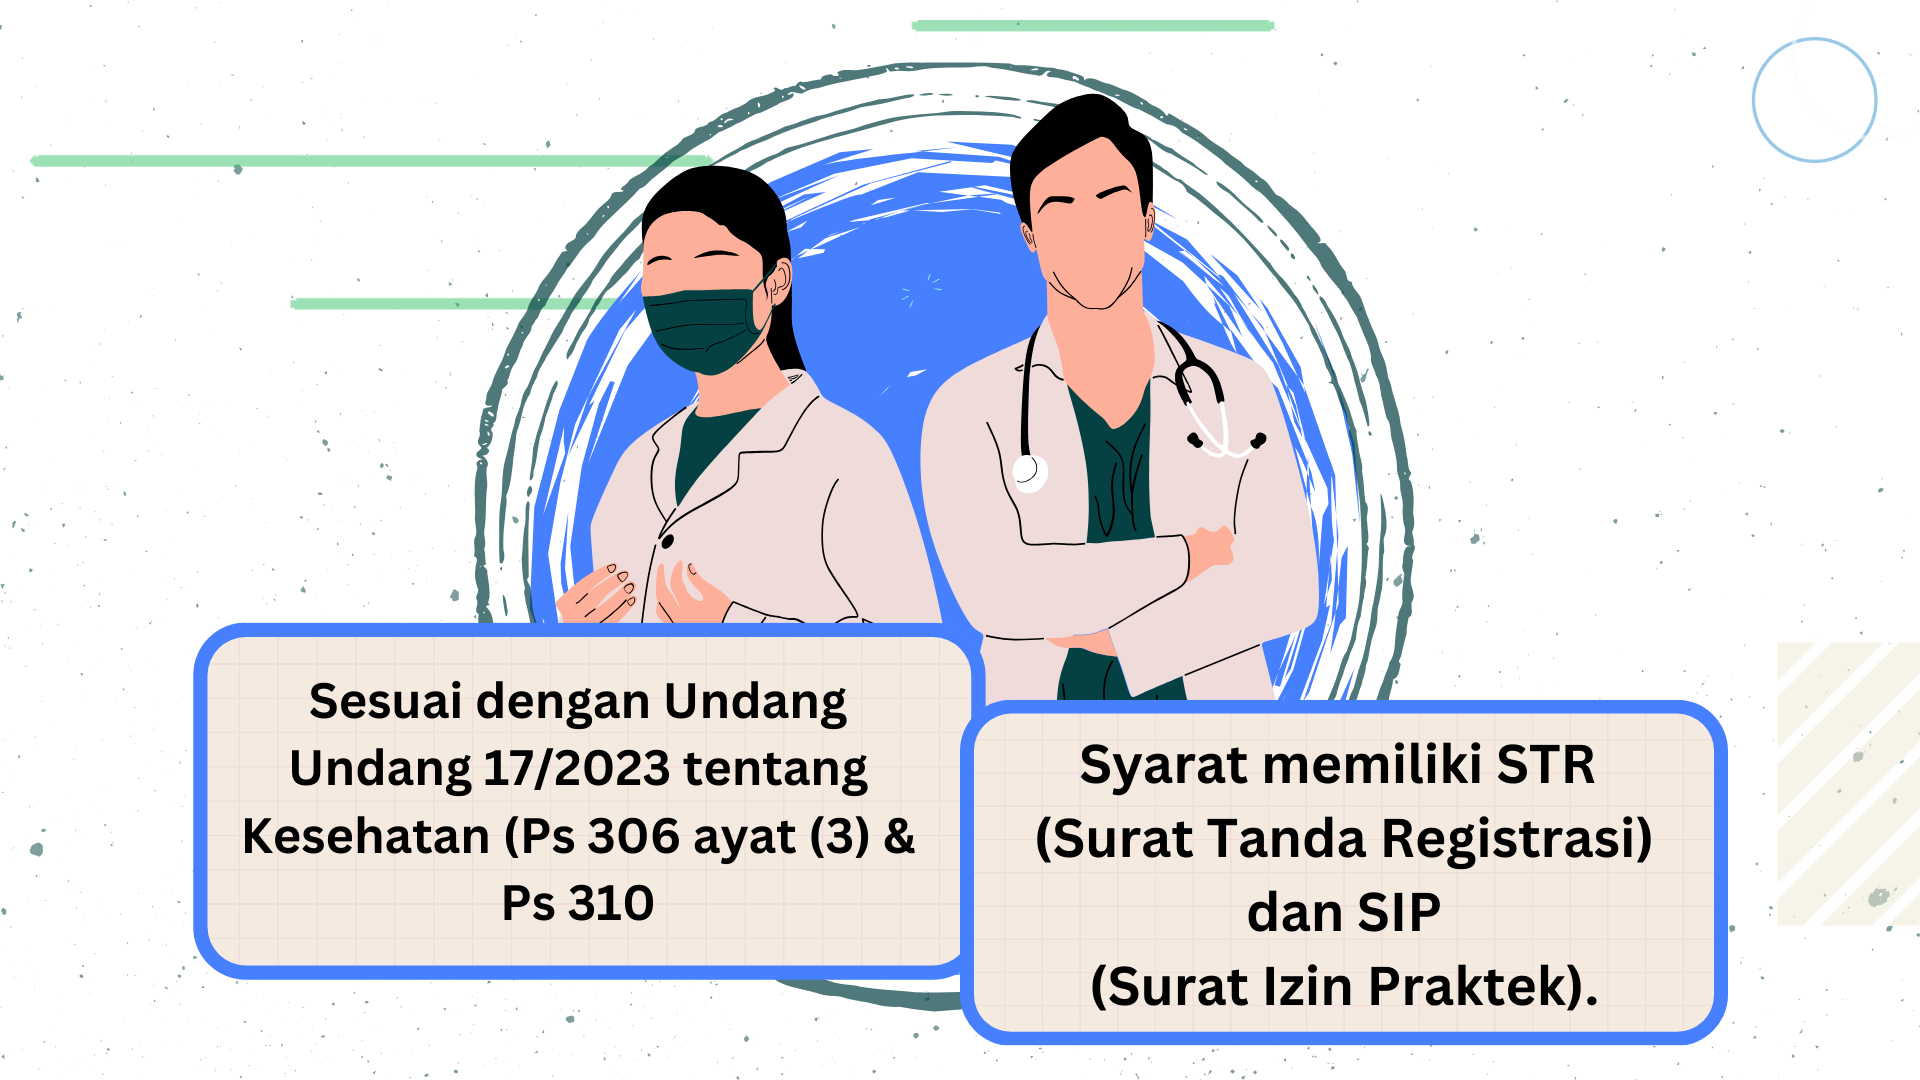 Sesuai dengan Undang
Undang 17/2023 tentang
Kesehatan (Ps 306 ayat (3) &
Ps 310
Syarat memiliki STR
(Surat Tanda Registrasi)
dan SIP
(Surat Izin Praktek).